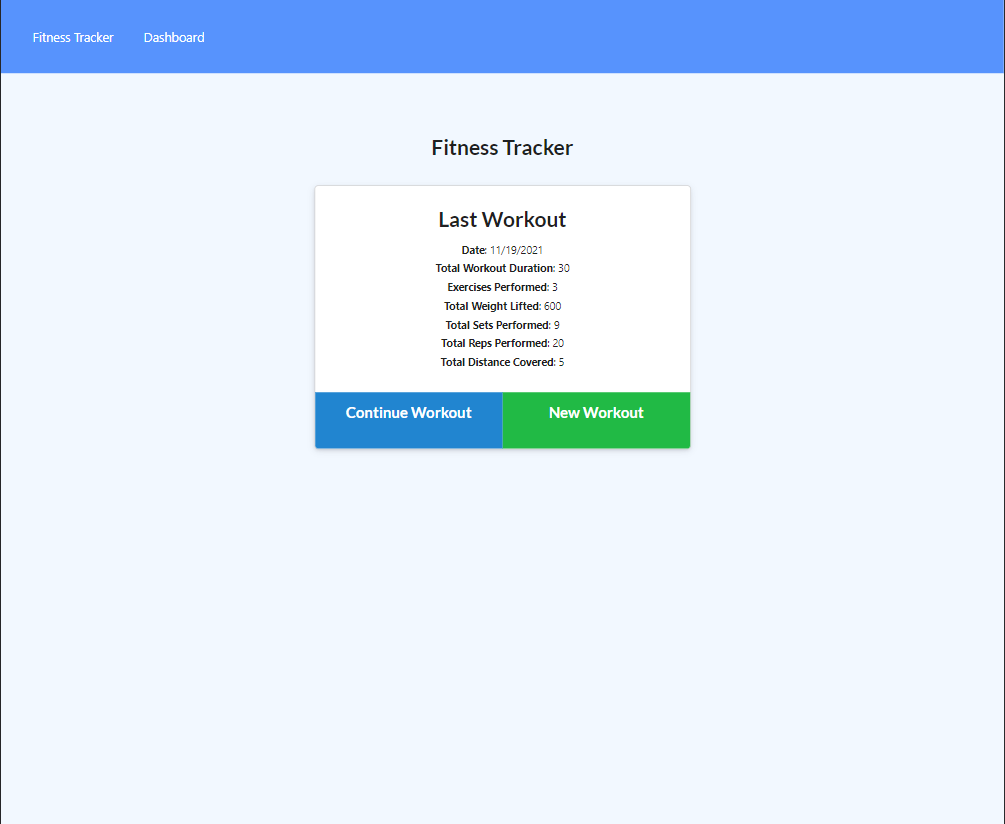 Fitness Tracker Dashboard
Fitness Tracker
Last Workout
Date: 11/19/2021
Total Workout Duration: 30
Exercises Performed: 3
Total Weight Lifted: 600
Total Sets Performed: 9
Total Reps Performed: 20
Total Distance Covered: 5
Continue Workout New Workout